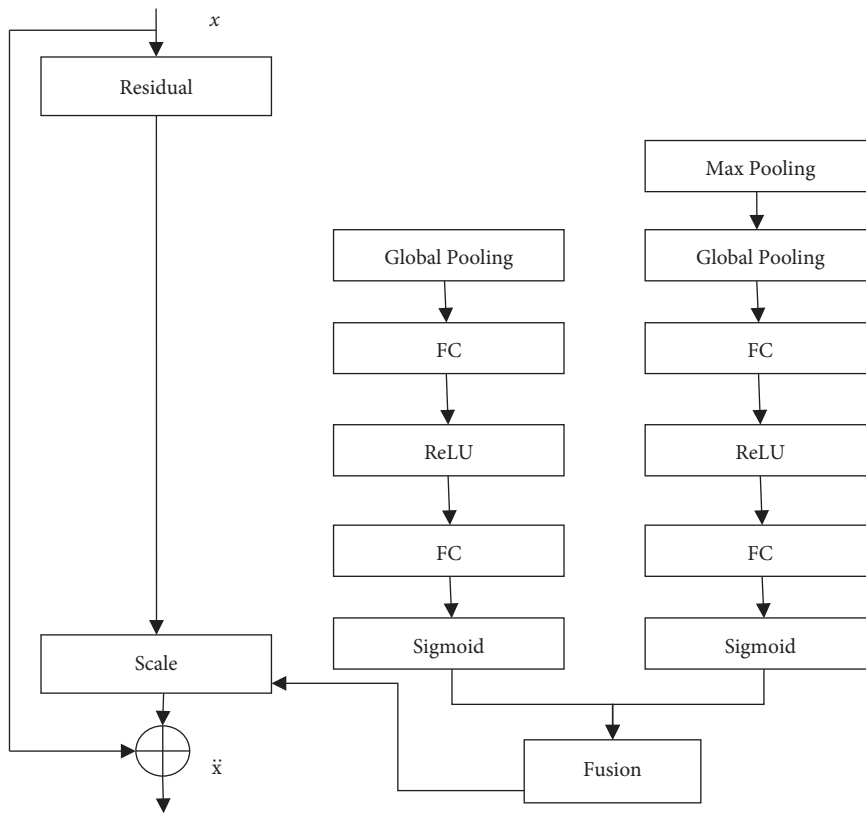 x
Residual
Max Pooling
Global Pooling
Global Pooling
FC
FC
ReLU
ReLU
FC
FC
Scale
Sigmoid
Sigmoid
ẍ
Fusion